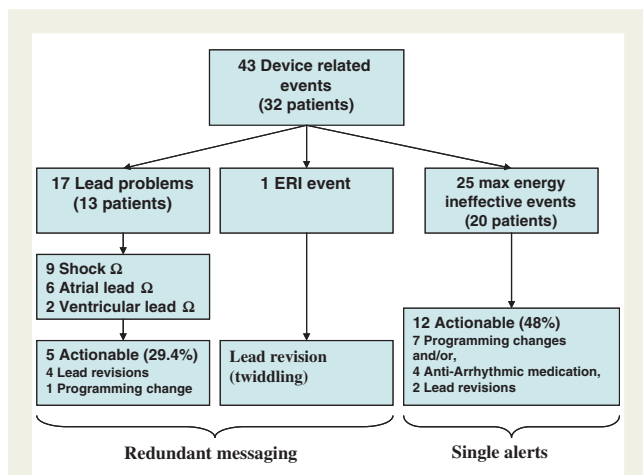 43 Device related
events
(32 patients)
17 Lead problems
(13 patients)
1 ERI event
25 max energy
ineffective events
(20 patients)
9 Shock Ω
6 Atrial lead Ω
2 Ventricular lead Ω
5 Actionable (29.4%)
4 Lead revisions
1 Programming change
Lead revision
(twiddling)
12 Actionable (48%)
7 Programming changes
and/or,
4 Anti-Arrhythmic medication,
2 Lead revisions
Redundant messaging
Single alerts